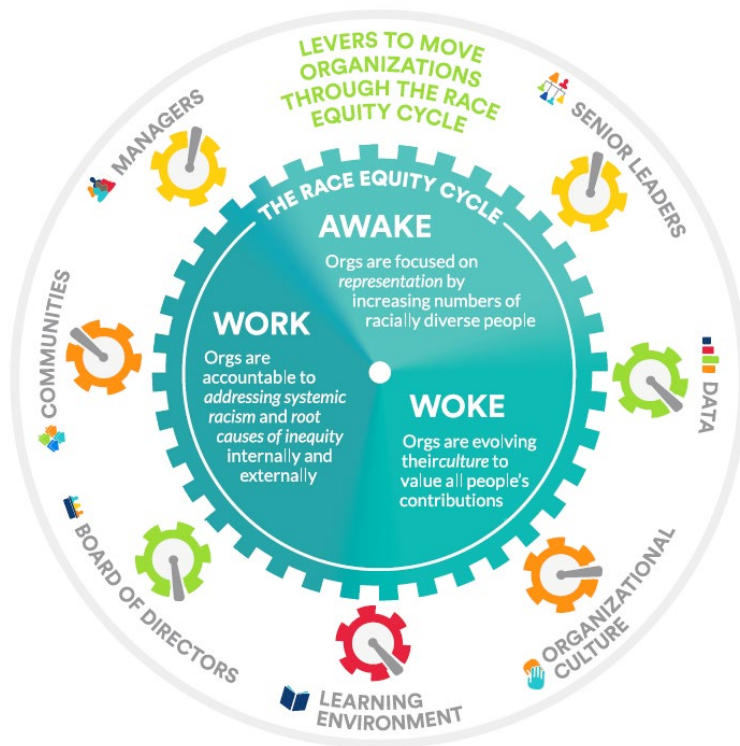 LEVERS TO MOVE
ORGANIZATIONS
THROUGH THE RACE
EQUITY CYCLE
MANAGERS
SENIOR LEADERS
THE RACE EQUITY CYCLE
AWAKE
Orgs are focused on
representation by
increasing numbers of
racially diverse people
COMMUNITIES
WORK
Orgs are
accountable to
addressing systemic
racism and root
causes of inequity
internally and
externally
DATA
WOKE
Orgs are evolving
theirculture to
value all people's
contributions
BOARD OF DIRECTORS
ORGANIZATIONAL
CULTURE
LEARNING
ENVIRONMENT